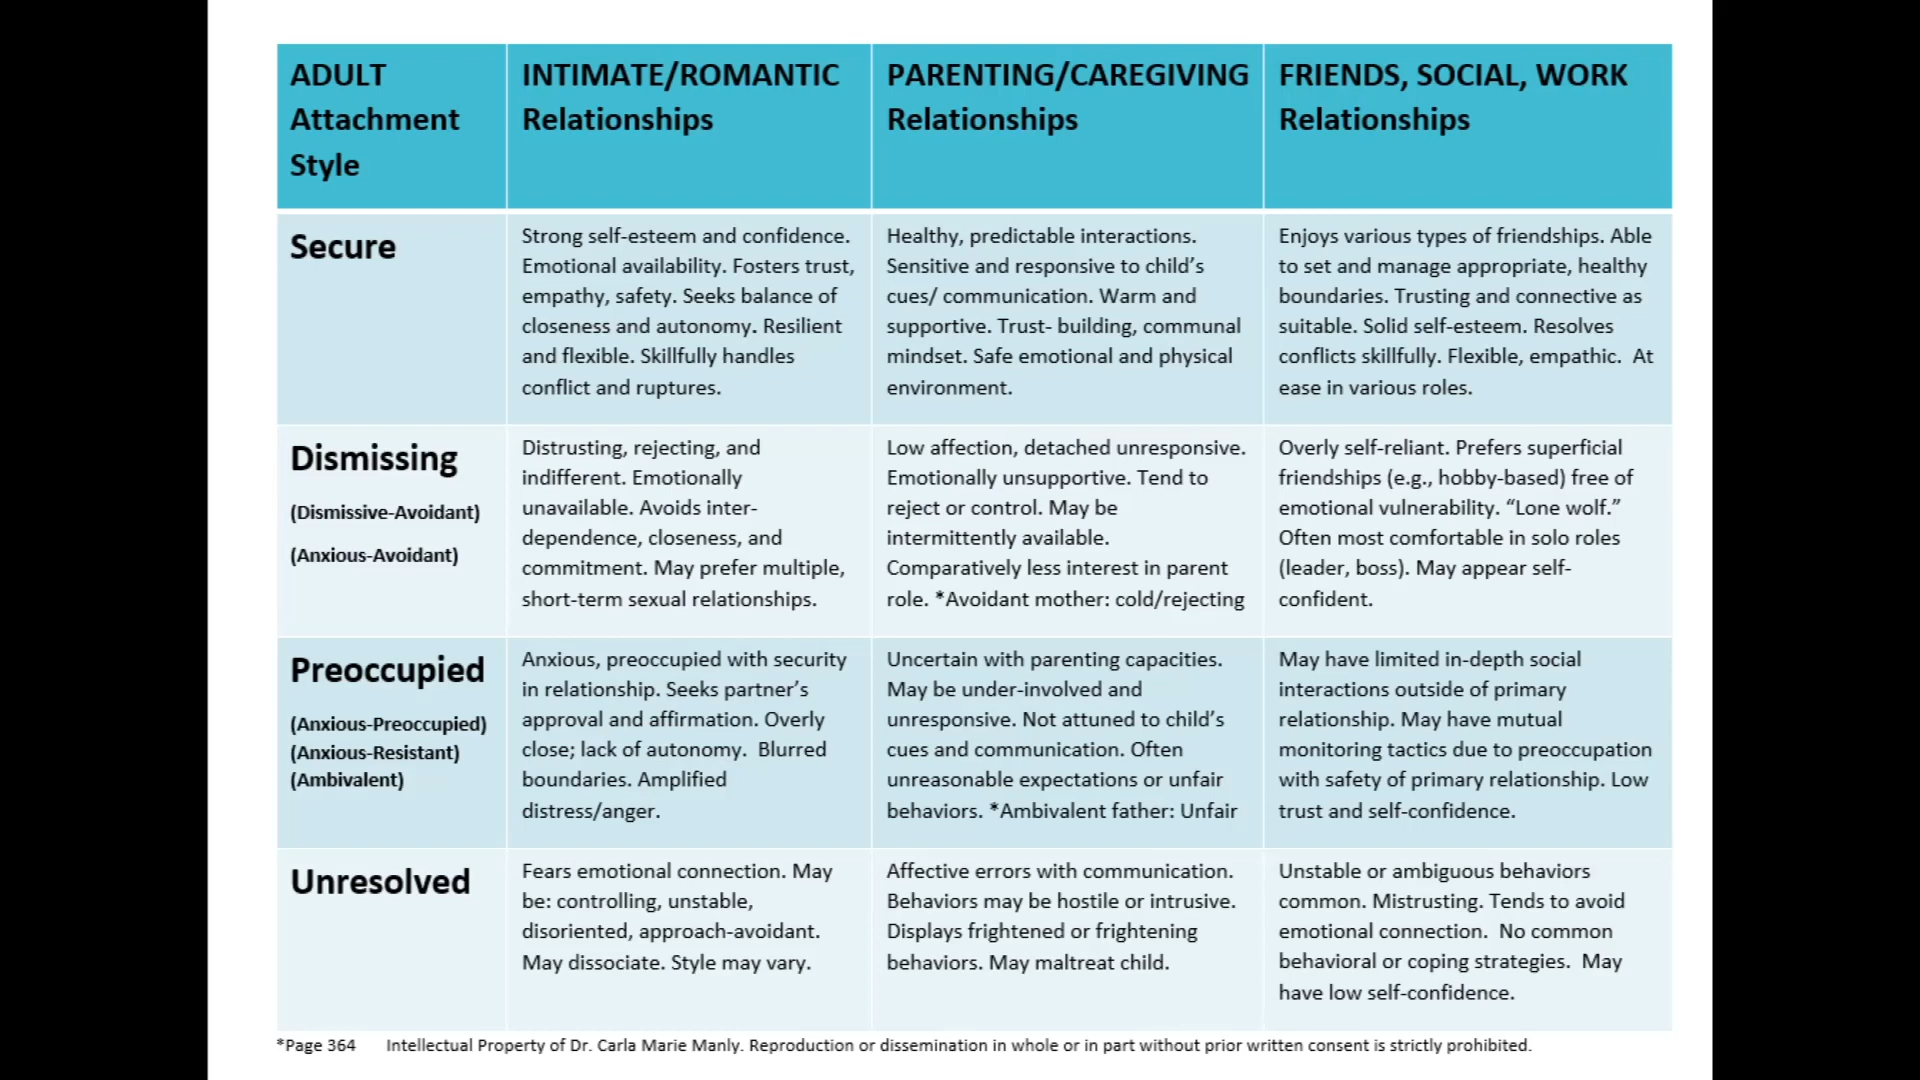 ADULT
Attachment
Style
INTIMATE/ROMANTIC
Relationships
PARENTING/CAREGIVING
Relationships
FRIENDS, SOCIAL, WORK
Relationships
Secure
Strong self-esteem and confidence.
Emotional availability. Fosters trust,
empathy, safety. Seeks balance of
closeness and autonomy. Resilient
and flexible. Skillfully handles
conflict and ruptures.
Healthy, predictable interactions.
Sensitive and responsive to child’s
cues/ communication. Warm and
supportive. Trust- building, communal
mindset. Safe emotional and physical
environment.
Enjoys various types of friendships. Able
to set and manage appropriate, healthy
boundaries. Trusting and connective as
suitable. Solid self-esteem. Resolves
conflicts skillfully. Flexible, empathic.  At
ease in various roles.
Dismissing
(Dismissive-Avoidant)
(Anxious-Avoidant)
Distrusting, rejecting, and
indifferent. Emotionally
unavailable. Avoids inter-
dependence, closeness, and
commitment. May prefer multiple,
short-term sexual relationships.
Low affection, detached unresponsive.
Emotionally unsupportive. Tend to
reject or control. May be
intermittently available.
Comparatively less interest in parent
role. *Avoidant mother: cold/rejecting
Overly self-reliant. Prefers superficial
friendships (e.g., hobby-based) free of
emotional vulnerability. “Lone wolf.”
Often most comfortable in solo roles
(leader, boss). May appear self-
confident.
Preoccupied
(Anxious-Preoccupied)
(Anxious-Resistant)
(Ambivalent)
Anxious, preoccupied with security
in relationship. Seeks partner’s
approval and affirmation. Overly
close; lack of autonomy.  Blurred
boundaries. Amplified
distress/anger.
Uncertain with parenting capacities.
May be under-involved and
unresponsive. Not attuned to child’s
cues and communication. Often
unreasonable expectations or unfair
behaviors. *Ambivalent father: Unfair
May have limited in-depth social
interactions outside of primary
relationship. May have mutual
monitoring tactics due to preoccupation
with safety of primary relationship. Low
trust and self-confidence.
Unresolved
Fears emotional connection. May
be: controlling, unstable,
disoriented, approach-avoidant.
May dissociate. Style may vary.
Affective errors with communication.
Behaviors may be hostile or intrusive.
Displays frightened or frightening
behaviors. May maltreat child.
Unstable or ambiguous behaviors
common. Mistrusting. Tends to avoid
emotional connection.  No common
behavioral or coping strategies.  May
have low self-confidence.
*Page 364 Intellectual Property of Dr. Carla Marie Manly. Reproduction or dissemination in whole or in part without prior written consent is strictly prohibited.